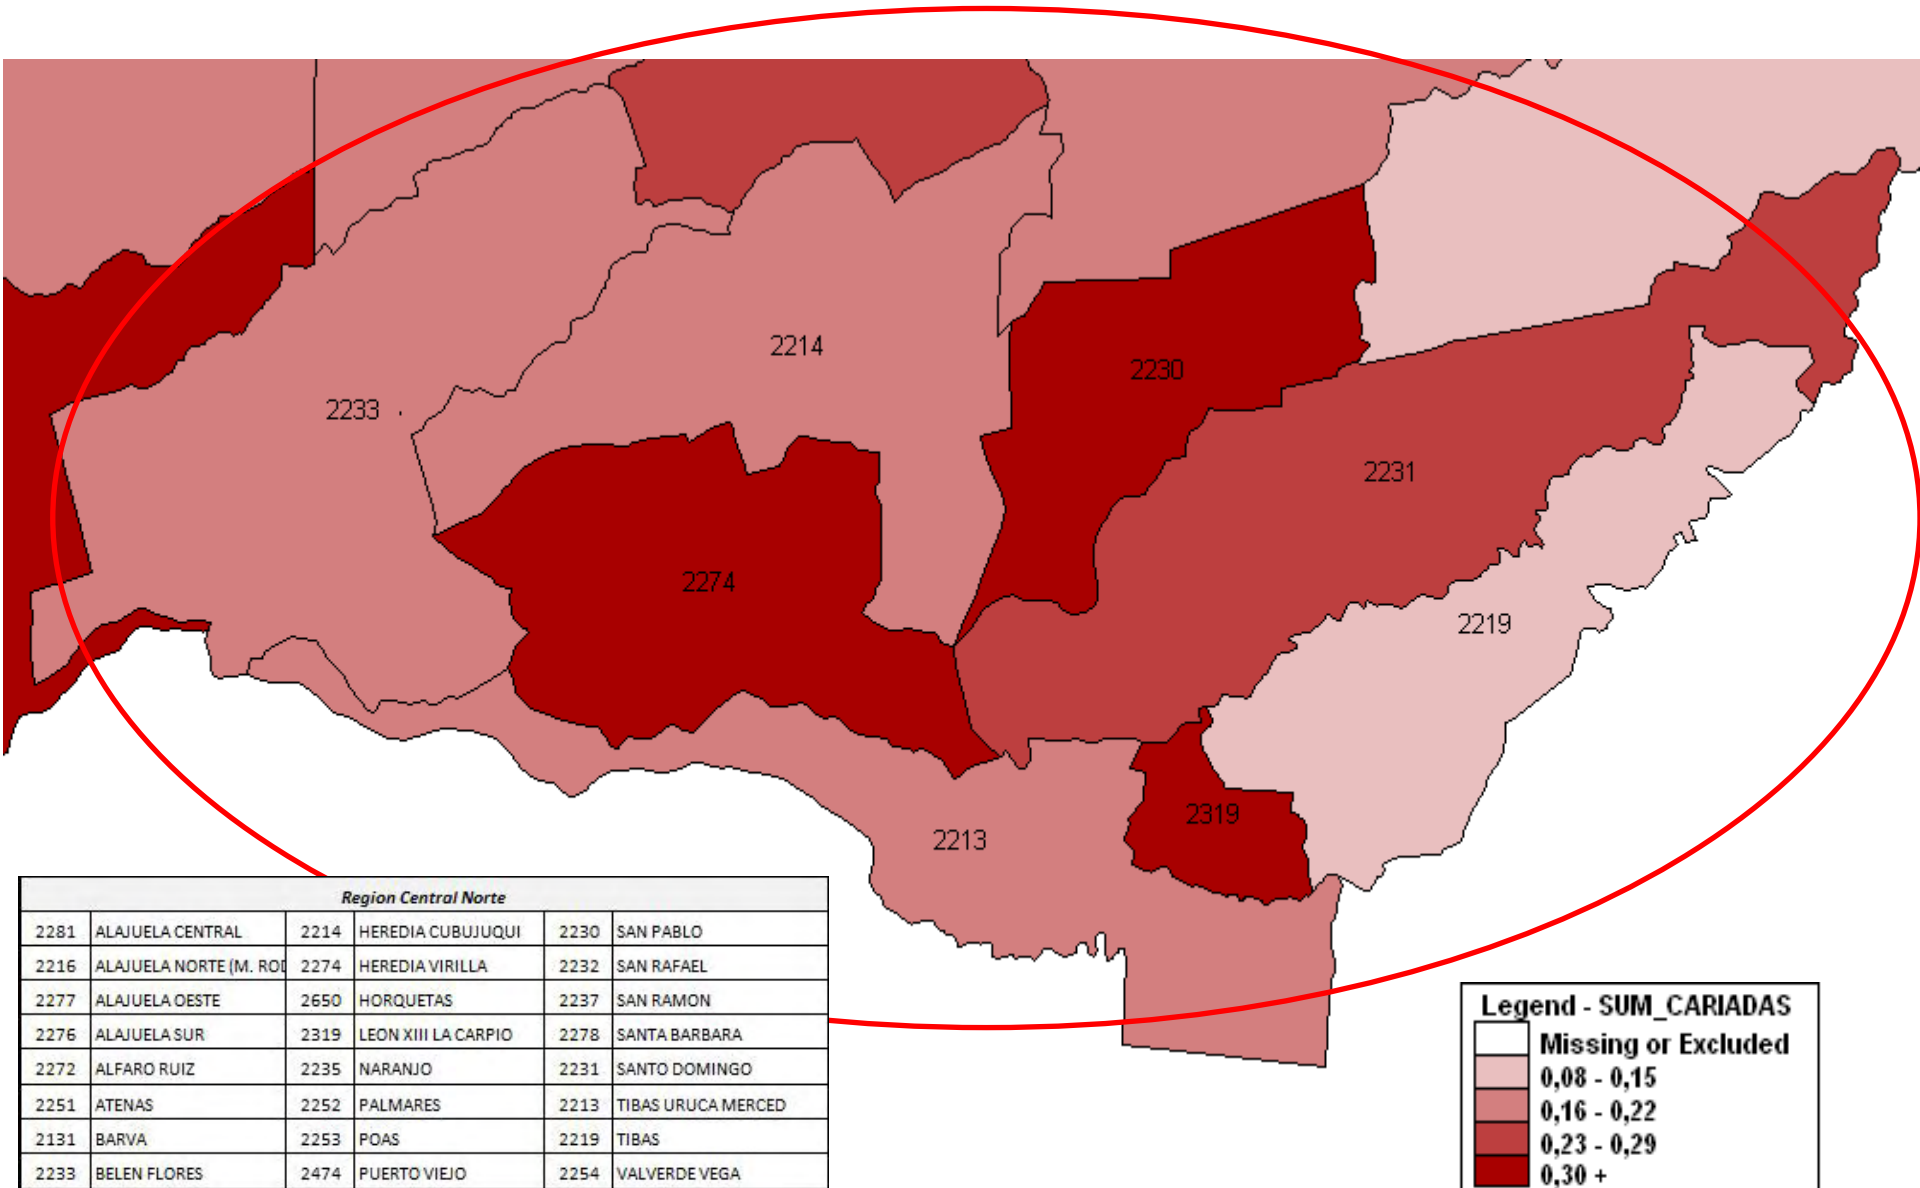 2214
2230
2233
2231
2274
2219
2319
2213
Region Central Norte
2281 ALAJUELA CENTRAL 2214 HEREDIA CUBUJUQUI 2230 SAN PABLO
2216 ALAJUELA NORTE (M. ROD 2274 HEREDIA VIRILLA 2232 SAN RAFAEL
2277 ALAJUELA OESTE 2650 HORQUETAS 2237 SAN RAMON
2276 ALAJUELA SUR 2319 LEON XIII LA CARPIO 2278 SANTA BARBARA
2272 ALFARO RUIZ 2235 NARANJO 2231 SANTO DOMINGO
2251 ATENAS 2252 PALMARES 2213 TIBAS URUCA MERCED
2131 BARVA 2253 POAS 2219 TIBAS
2233 BELEN FLORES 2474 PUERTO VIEJO 2254 VALVERDE VEGA
Legend - SUM_CARIADAS
Missing or Excluded
0,08 - 0,15
0,16 - 0,22
0,23 - 0,29
0,30 +